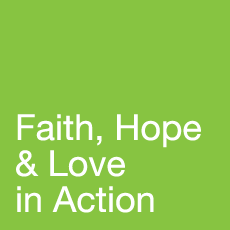 Faith, Hope
& Love
in Action